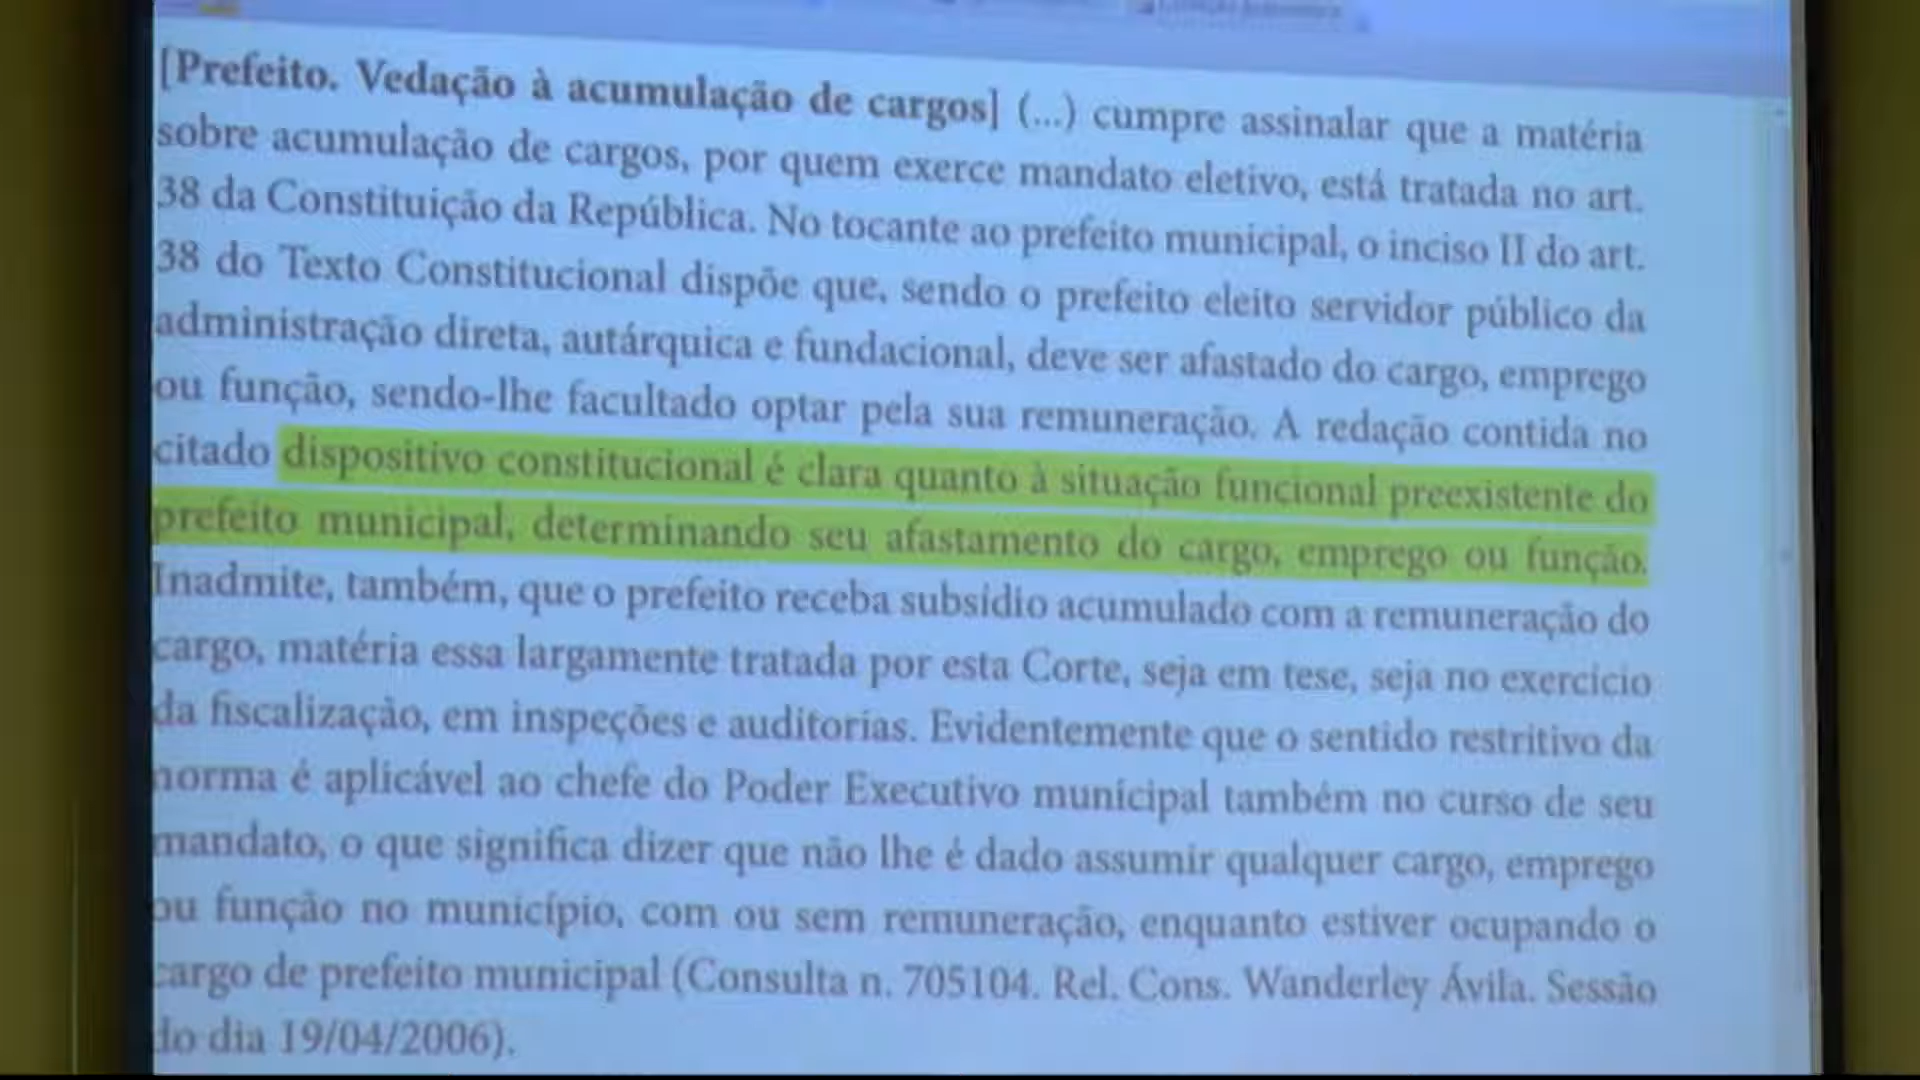 [Prefeito. Vedação à acumulação de cargos] (...) cumpre assinalar que a matéria
sobre acumulação de cargos, por quem exerce mandato eletivo, está tratada no art.
38 da Constituição da República. No tocante ao prefeito municipal, o inciso II do art.
38 do Texto Constitucional dispõe que, sendo o prefeito eleito servidor público da
administração direta, autárquica e fundacional, deve ser afastado do cargo, emprego
ou função, sendo-lhe facultado optar pela sua remuneração. A redação contida no
citado dispositivo constitucional é clara quanto à situação funcional preexistente do
prefeito municipal, determinando seu afastamento do cargo, emprego ou função.
Inadmite, também, que o prefeito receba subsídio acumulado com a remuneração do
cargo, matéria essa largamente tratada por esta Corte, seja em tese, seja no exercício
da fiscalização, em inspeções e auditorias. Evidentemente que o sentido restritivo da
norma é aplicável ao chefe do Poder Executivo municipal também no curso de seu
mandato, o que significa dizer que não lhe é dado assumir qualquer cargo, emprego
ou função no município, com ou sem remuneração, enquanto estiver ocupando o
cargo de prefeito municipal (Consulta n. 705104. Rel. Cons. Wanderley Ávila. Sessão
do dia 19/04/2006).